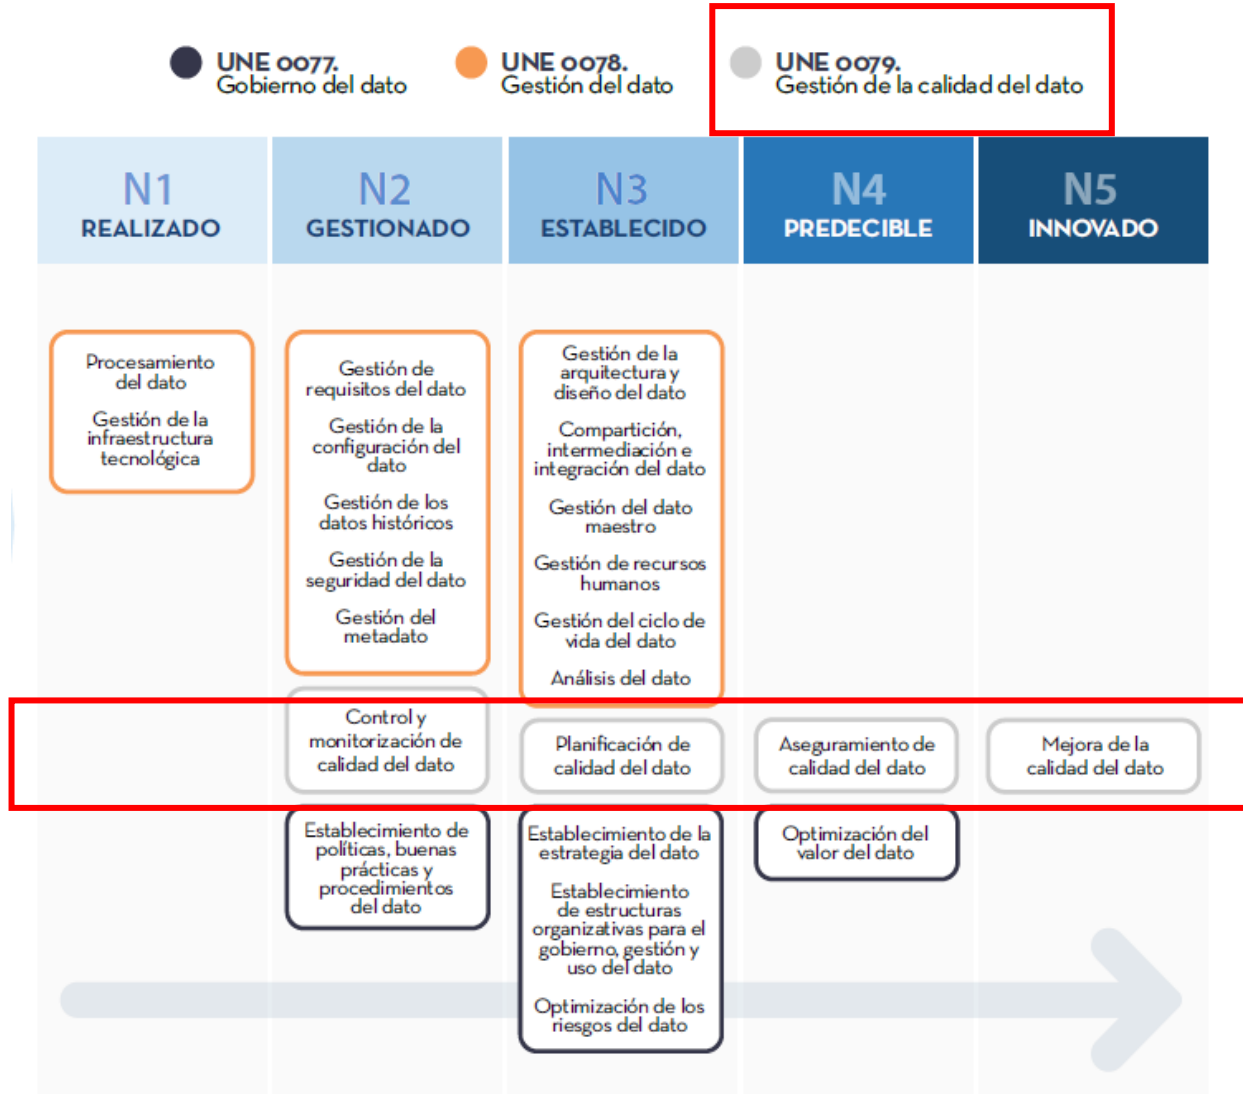 UNE 0077.
Gobierno del dato
UNE 0078.
Gestión del dato
UNE 0079.
Gestión de la calidad del dato
N1
REALIZADO
N2
GESTIONADO
N3
ESTABLECIDO
N4
PREDECIBLE
N5
INNOVADO
Procesamiento
del dato
Gestión de la
infraestructura
tecnológica
Gestión de
requisitos del dato
Gestión de la
configuración del
dato
Gestión de los
datos históricos
Gestión de la
seguridad del dato
Gestión del
metadato
Gestión de la
arquitectura y
diseño del dato
Compartición,
intermediación e
integración del dato
Gestión del dato
maestro
Gestión de recursos
humanos
Gestión del ciclo de
vida del dato
Análisis del dato
Control y
monitorización de
calidad del dato
Planificación de
calidad del dato
Aseguramiento de
calidad del dato
Mejora de la
calidad del dato
Establecimiento de
políticas, buenas
prácticas y
procedimientos
del dato
Establecimiento de la
estrategia del dato
Establecimiento
de estructuras
organizativas para el
gobierno, gestión y
uso del dato
Optimización de los
riesgos del dato
Optimización del
valor del dato